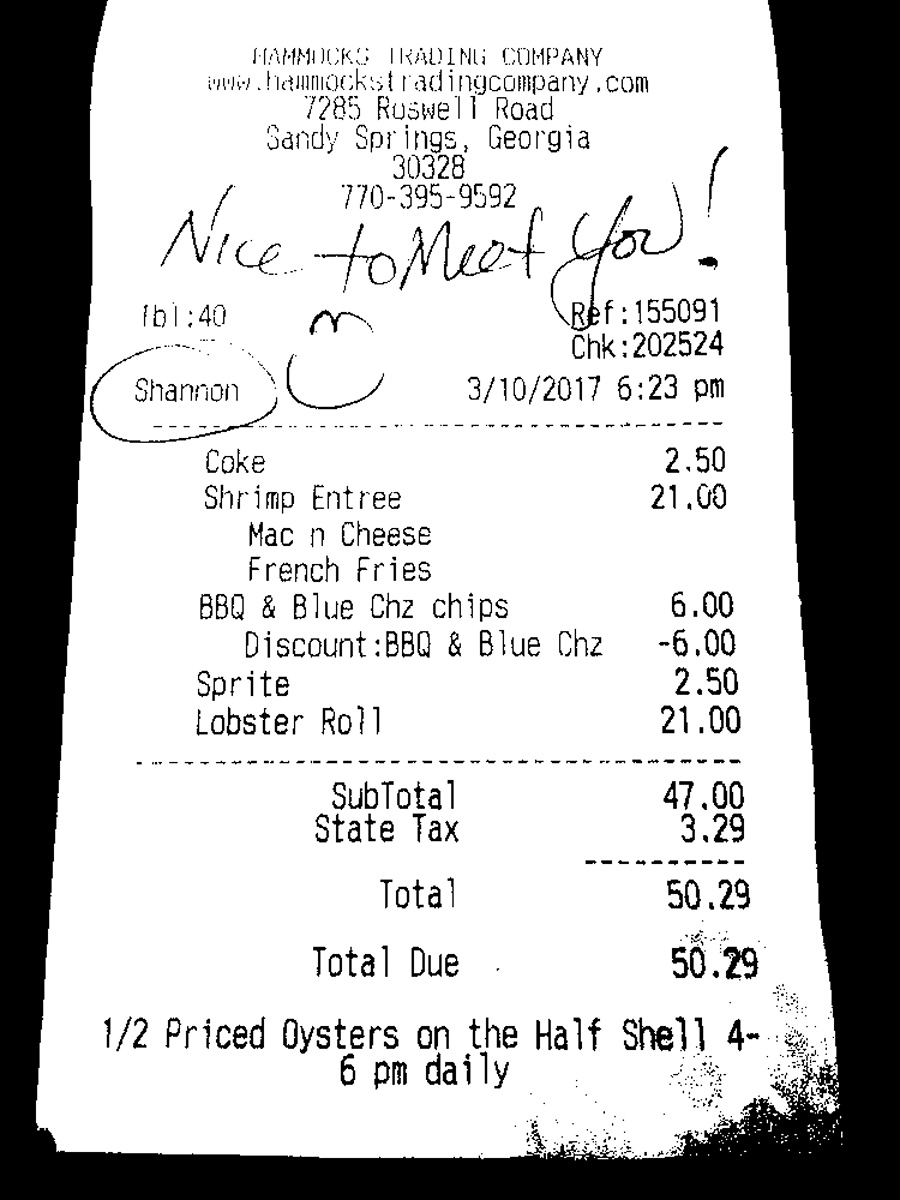 HAMMOCKS TRADING COMPANY
www.hammockstradingcompany.com
7285 Roswell Road
Sandy Springs, Georgia
30328
770-395-9592
Nice to Meet You!
Tbl:40 Ref:155091
Chk:202524
Shannon 3/10/2017 6:23 pm
Coke 2.50
Shrimp Entree 21.00
Mac n Cheese
French Fries
BBQ & Blue Chz chips 6.00
Discount:BBQ & Blue Chz -6.00
Sprite 2.50
Lobster Roll 21.00
SubTotal 47.00
State Tax 3.29
Total 50.29
Total Due 50.29
1/2 Priced Oysters on the Half Shell 4-
6 pm daily